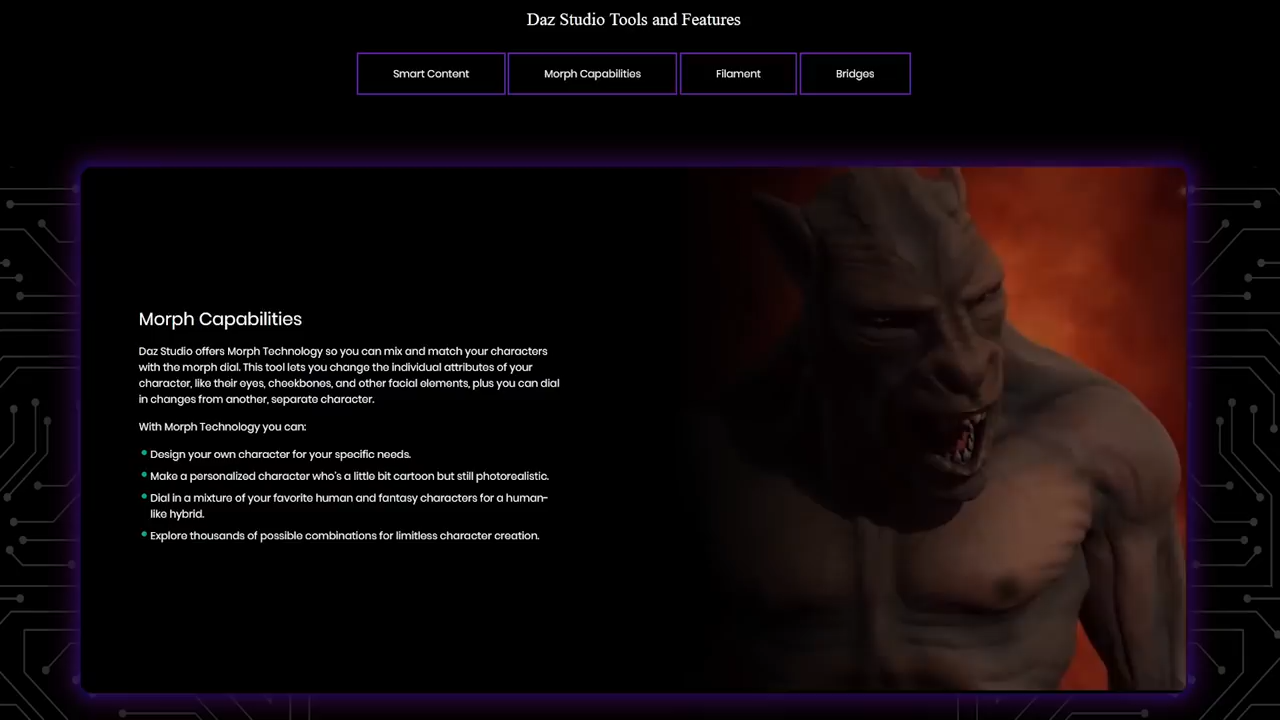 Daz Studio Tools and Features
Smart Content
Morph Capabilities
Filament
Bridges
Morph Capabilities
Daz Studio offers Morph Technology so you can mix and match your characters
with the morph dial. This tool lets you change the individual attributes of your
character, like their eyes, cheekbones, and other facial elements, plus you can dial
in changes from another, separate character.
With Morph Technology you can:
Design your own character for your specific needs.
Make a personalized character who's a little bit cartoon but still photorealistic.
Dial in a mixture of your favorite human and fantasy characters for a human-
like hybrid.
Explore thousands of possible combinations for limitless character creation.